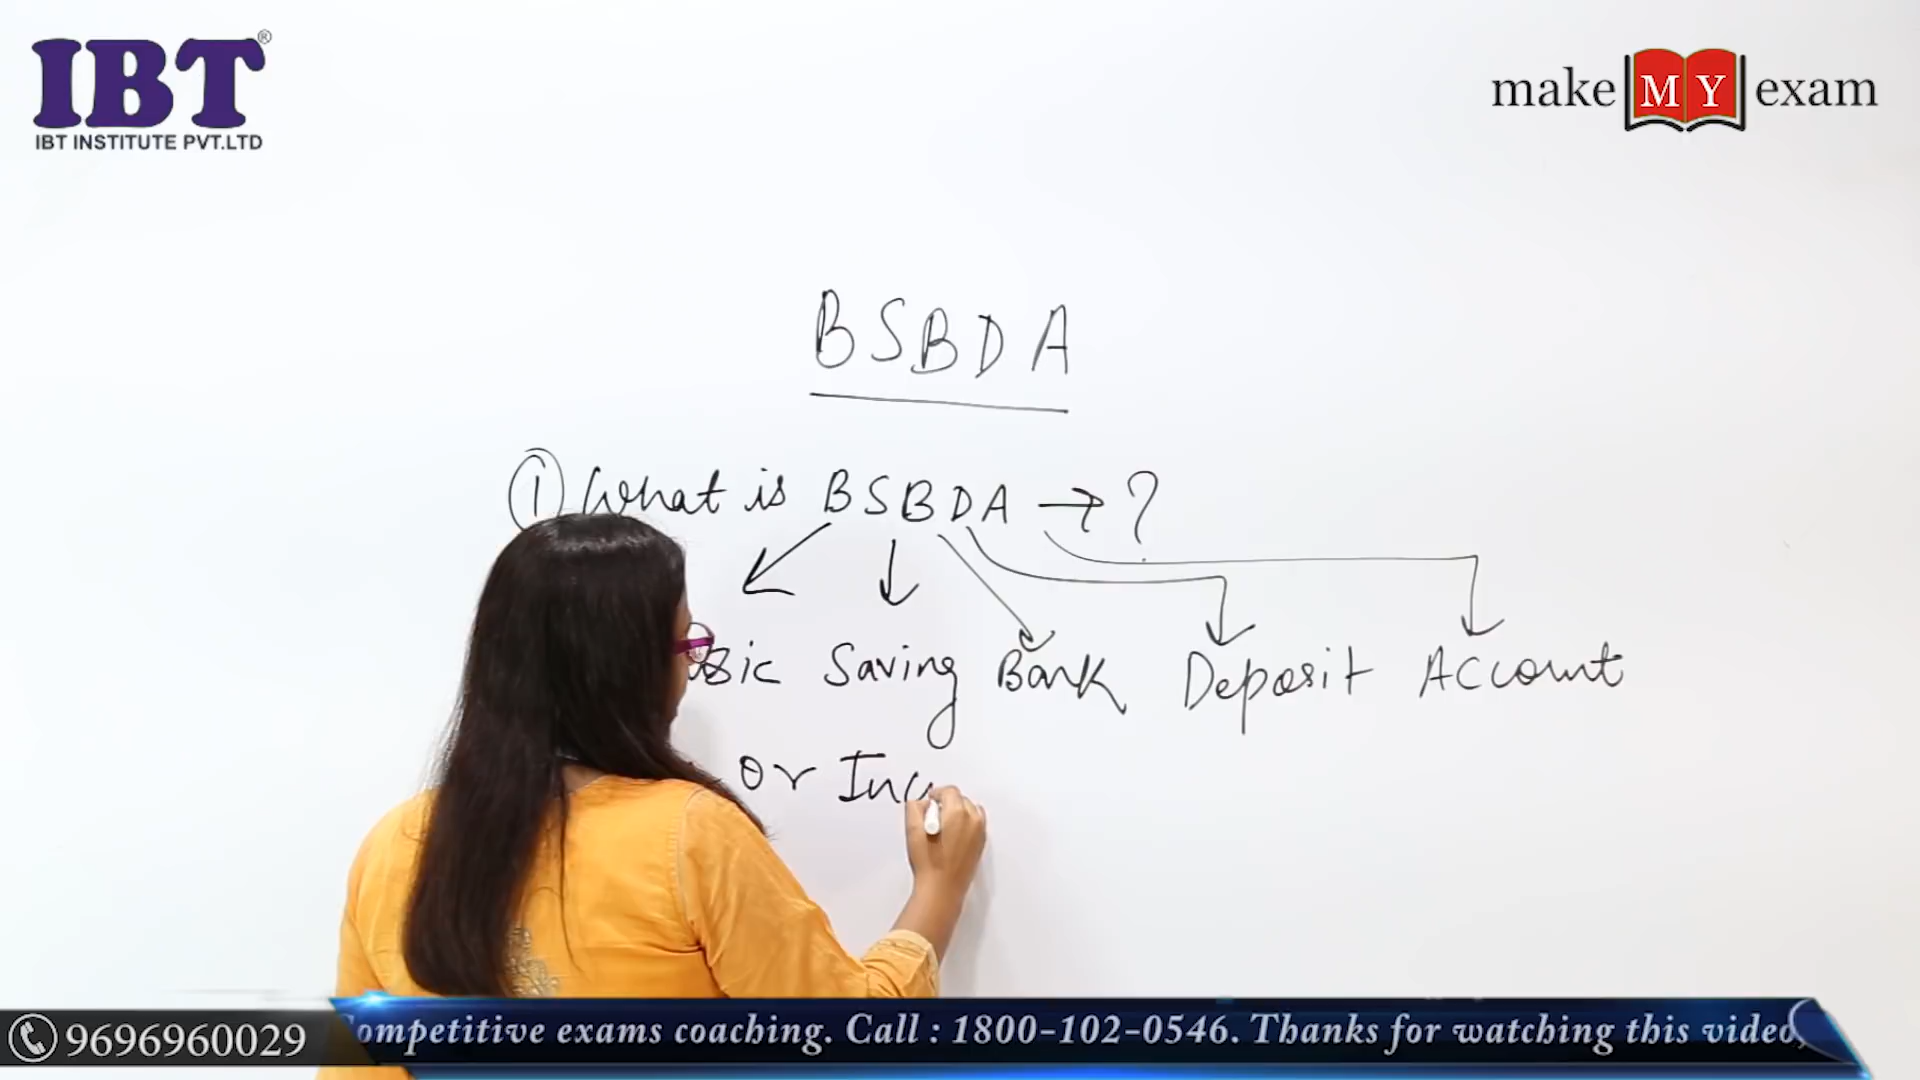 IBT®
IBT INSTITUTE PVT.LTD
make MY exam
BSBDA
① What is BSBDA → ?
Saving Bank Deposit Account
or
9696960029
Competitive exams coaching. Call : 1800-102-0546. Thanks for watching this video,